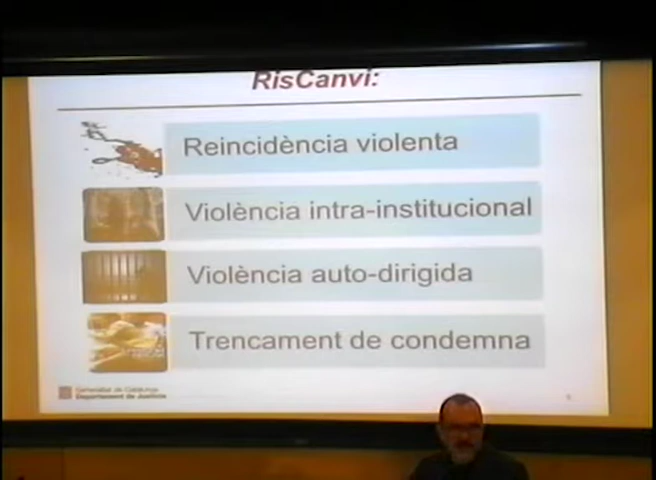 RisCanvi:
Reincidència violenta
Violència intra-institucional
Violència auto-dirigida
Trencament de condemna
Generalitat de Catalunya
Departament de Justícia